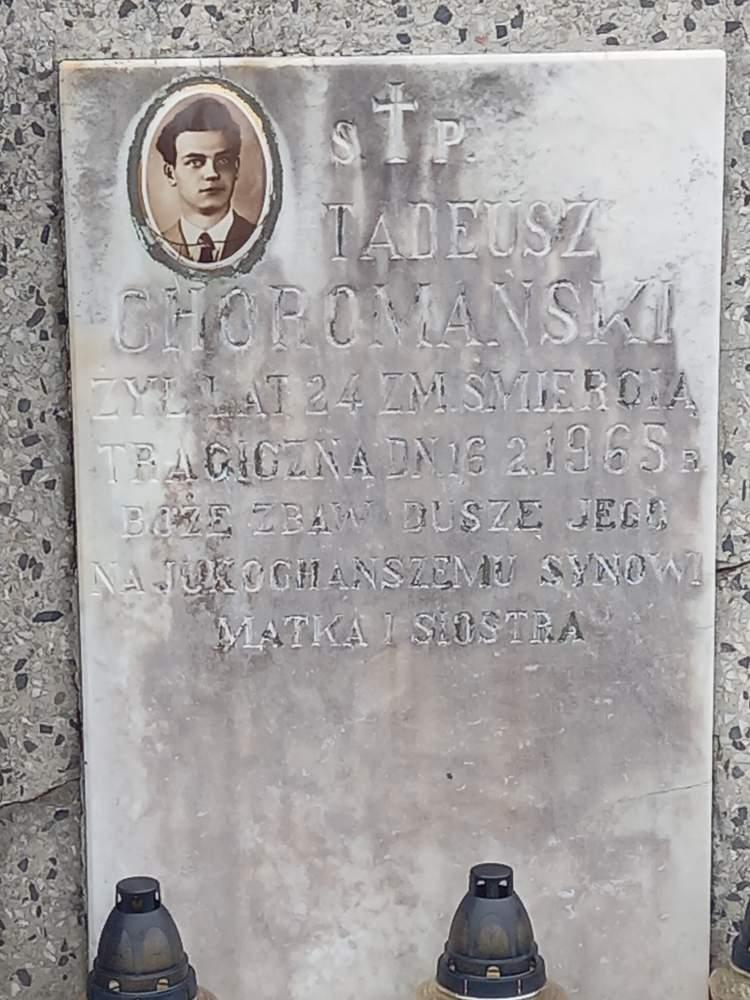 Ś. P.
TADEUSZ
CHOROMAŃSKI
ŻYŁ LAT 24 ZM. ŚMIERCIĄ
TRAGICZNĄ DN. 16 2. 1965 R
BOŻE ZBAW DUSZĘ JEGO
NAJUKOCHAŃSZEMU SYNOWI
MATKA I SIOSTRA